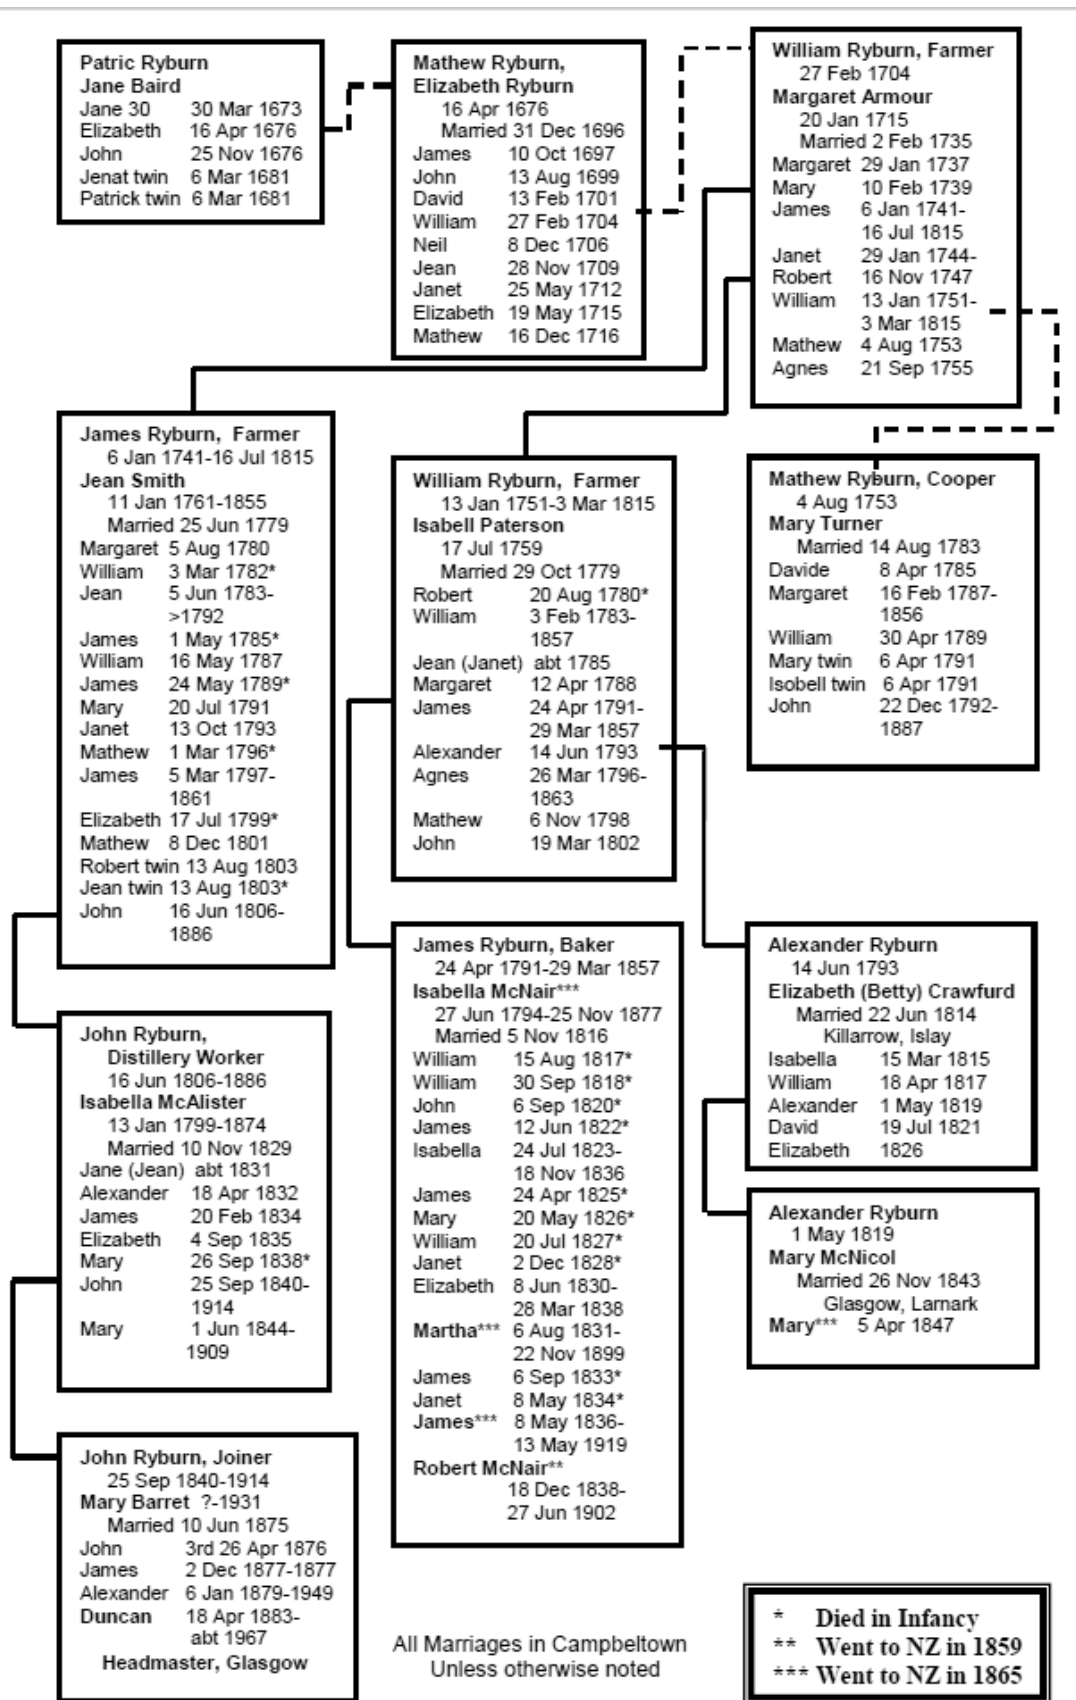 Patric Ryburn
Jane Baird
Jane 30 30 Mar 1673
Elizabeth 16 Apr 1676
John 25 Nov 1676
Jenat twin 6 Mar 1681
Patrick twin 6 Mar 1681
Mathew Ryburn,
Elizabeth Ryburn
16 Apr 1676
Married 31 Dec 1696
James 10 Oct 1697
John 13 Aug 1699
David 13 Feb 1701
William 27 Feb 1704
Neil 8 Dec 1706
Jean 28 Nov 1709
Janet 25 May 1712
Elizabeth 19 May 1715
Mathew 16 Dec 1716
William Ryburn, Farmer
27 Feb 1704
Margaret Armour
20 Jan 1715
Married 2 Feb 1735
Margaret 29 Jan 1737
Mary 10 Feb 1739
James 6 Jan 1741-
16 Jul 1815
Janet 29 Jan 1744-
Robert 16 Nov 1747
William 13 Jan 1751-
3 Mar 1815
Mathew 4 Aug 1753
Agnes 21 Sep 1755
James Ryburn, Farmer
6 Jan 1741-16 Jul 1815
Jean Smith
11 Jan 1761-1855
Married 25 Jun 1779
Margaret 5 Aug 1780
William 3 Mar 1782*
Jean 5 Jun 1783-
>1792
James 1 May 1785*
William 16 May 1787
James 24 May 1789*
Mary 20 Jul 1791
Janet 13 Oct 1793
Mathew 1 Mar 1796*
James 5 Mar 1797-
1861
Elizabeth 17 Jul 1799*
Mathew 8 Dec 1801
Robert twin 13 Aug 1803
Jean twin 13 Aug 1803*
John 16 Jun 1806-
1886
William Ryburn, Farmer
13 Jan 1751-3 Mar 1815
Isabell Paterson
17 Jul 1759
Married 29 Oct 1779
Robert 20 Aug 1780*
William 3 Feb 1783-
1857
Jean (Janet) abt 1785
Margaret 12 Apr 1788
James 24 Apr 1791-
29 Mar 1857
Alexander 14 Jun 1793
Agnes 26 Mar 1796-
1863
Mathew 6 Nov 1798
John 19 Mar 1802
Mathew Ryburn, Cooper
4 Aug 1753
Mary Turner
Married 14 Aug 1783
Davide 8 Apr 1785
Margaret 16 Feb 1787-
1856
William 30 Apr 1789
Mary twin 6 Apr 1791
Isobell twin 6 Apr 1791
John 22 Dec 1792-
1887
John Ryburn,
Distillery Worker
16 Jun 1806-1886
Isabella McAlister
13 Jan 1799-1874
Married 10 Nov 1829
Jane (Jean) abt 1831
Alexander 18 Apr 1832
James 20 Feb 1834
Elizabeth 4 Sep 1835
Mary 26 Sep 1838*
John 25 Sep 1840-
1914
Mary 1 Jun 1844-
1909
James Ryburn, Baker
24 Apr 1791-29 Mar 1857
Isabella McNair***
27 Jun 1794-25 Nov 1877
Married 5 Nov 1816
William 15 Aug 1817*
William 30 Sep 1818*
John 6 Sep 1820*
James 12 Jun 1822*
Isabella 24 Jul 1823-
18 Nov 1836
James 24 Apr 1825*
Mary 20 May 1826*
William 20 Jul 1827*
Janet 2 Dec 1828*
Elizabeth 8 Jun 1830-
28 Mar 1838
Martha*** 6 Aug 1831-
22 Nov 1899
James 6 Sep 1833*
Janet 8 May 1834*
James*** 8 May 1836-
13 May 1919
Robert McNair**
18 Dec 1838-
27 Jun 1902
Alexander Ryburn
14 Jun 1793
Elizabeth (Betty) Crawfurd
Married 22 Jun 1814
Killarrow, Islay
Isabella 15 Mar 1815
William 18 Apr 1817
Alexander 1 May 1819
David 19 Jul 1821
Elizabeth 1826
Alexander Ryburn
1 May 1819
Mary McNicol
Married 26 Nov 1843
Glasgow, Larnark
Mary*** 5 Apr 1847
John Ryburn, Joiner
25 Sep 1840-1914
Mary Barret ?-1931
Married 10 Jun 1875
John 3rd 26 Apr 1876
James 2 Dec 1877-1877
Alexander 6 Jan 1879-1949
Duncan 18 Apr 1883-
abt 1967
Headmaster, Glasgow
All Marriages in Campbeltown
Unless otherwise noted
* Died in Infancy
** Went to NZ in 1859
*** Went to NZ in 1865